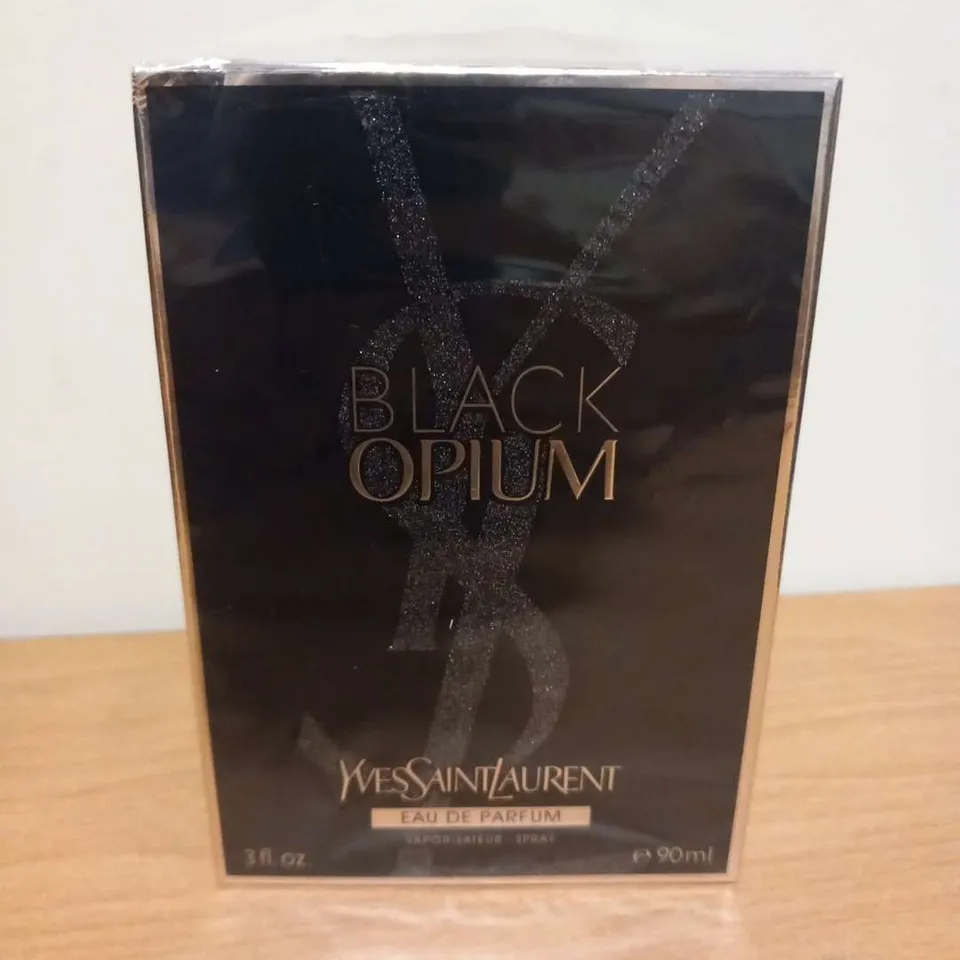 BLACK
OPIUM
YVESSAINTLAURENT
EAU DE PARFUM
VAPORISATEUR SPRAY
3 fl. oz
℮ 90ml